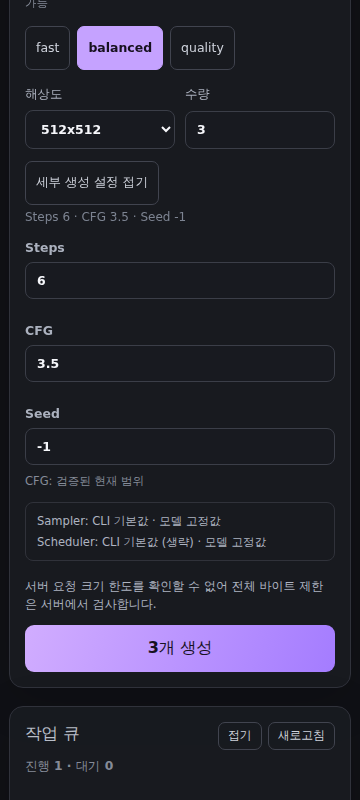 가능
fast balanced quality
해상도 수량
512x512 3
세부 생성 설정 접기
Steps 6 · CFG 3.5 · Seed -1
Steps
6
CFG
3.5
Seed
-1
CFG: 검증된 현재 범위
Sampler: CLI 기본값 · 모델 고정값
Scheduler: CLI 기본값 (생략) · 모델 고정값
서버 요청 크기 한도를 확인할 수 없어 전체 바이트 제한
은 서버에서 검사합니다.
3개 생성
작업 큐 접기 새로고침
진행 1 · 대기 0